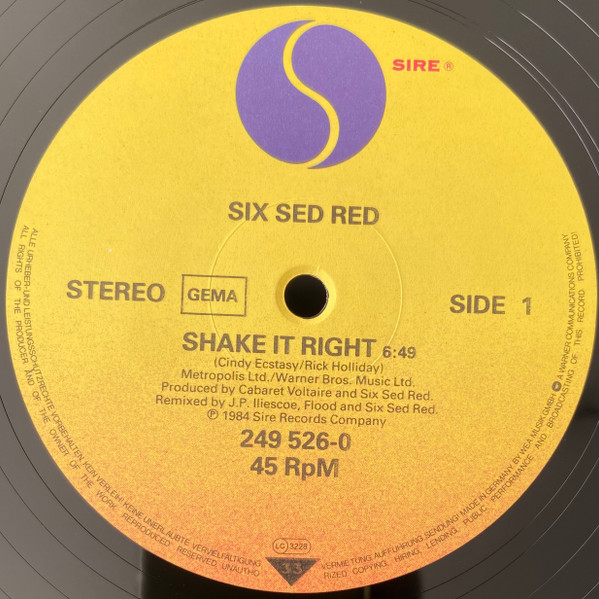 SIRE ®
SIX SED RED
STEREO
GEMA
SIDE 1
SHAKE IT RIGHT 6:49
(Cindy Ecstasy/Rick Holliday)
Metropolis Ltd./Warner Bros. Music Ltd.
Produced by Cabaret Voltaire and Six Sed Red.
Remixed by J.P. Iliescoe, Flood and Six Sed Red.
Ⓟ 1984 Sire Records Company
249 526-0
45 RpM
LC 3228
ALLE URHEBER- UND LEISTUNGSSCHUTZRECHTE VORBEHALTEN. KEIN VERLEIH! KEINE UNERLAUBTE VERVIELFÄLTIGUNG, VERMIETUNG, AUFFÜHRUNG, SENDUNG! MADE IN GERMANY BY WEA MUSIK GMBH A WARNER COMMUNICATIONS COMPANY
ALL RIGHTS OF THE PRODUCER AND OF THE OWNER OF THE WORK REPRODUCED RESERVED. UNAUTHORIZED COPYING, HIRING, LENDING, PUBLIC PERFORMANCE AND BROADCASTING OF THIS RECORD PROHIBITED!